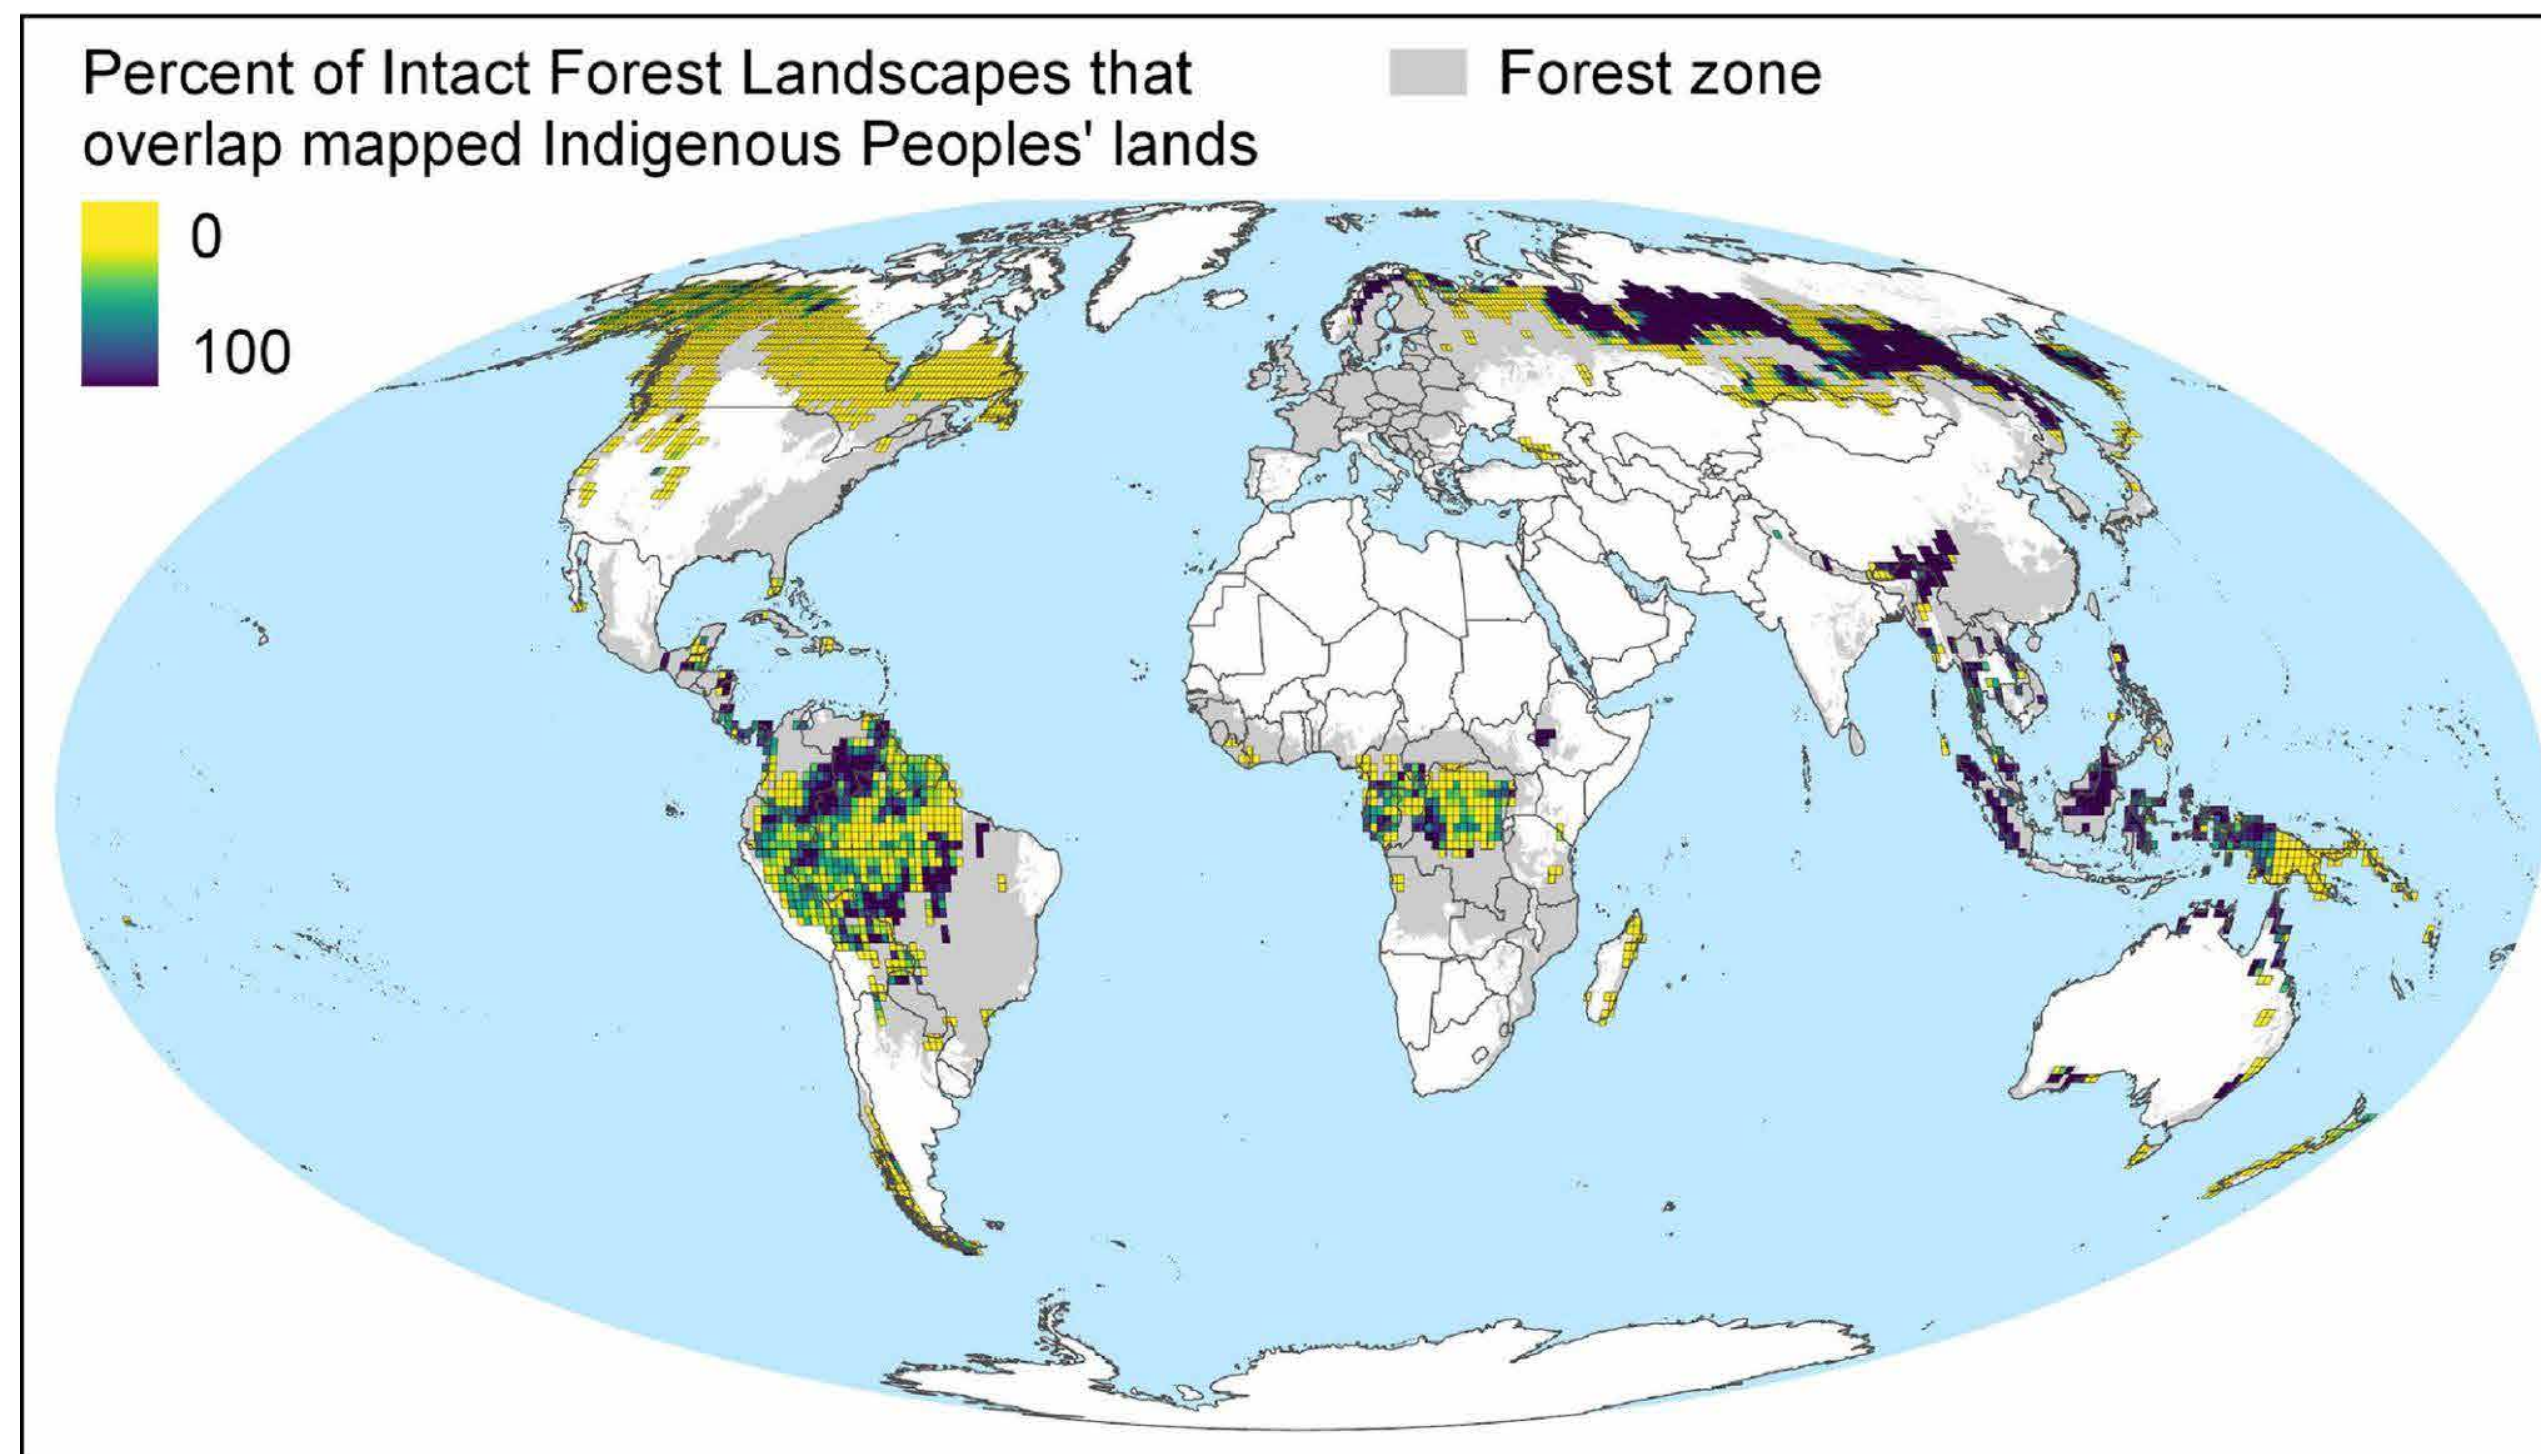 Percent of Intact Forest Landscapes that
overlap mapped Indigenous Peoples' lands
0
100
Forest zone